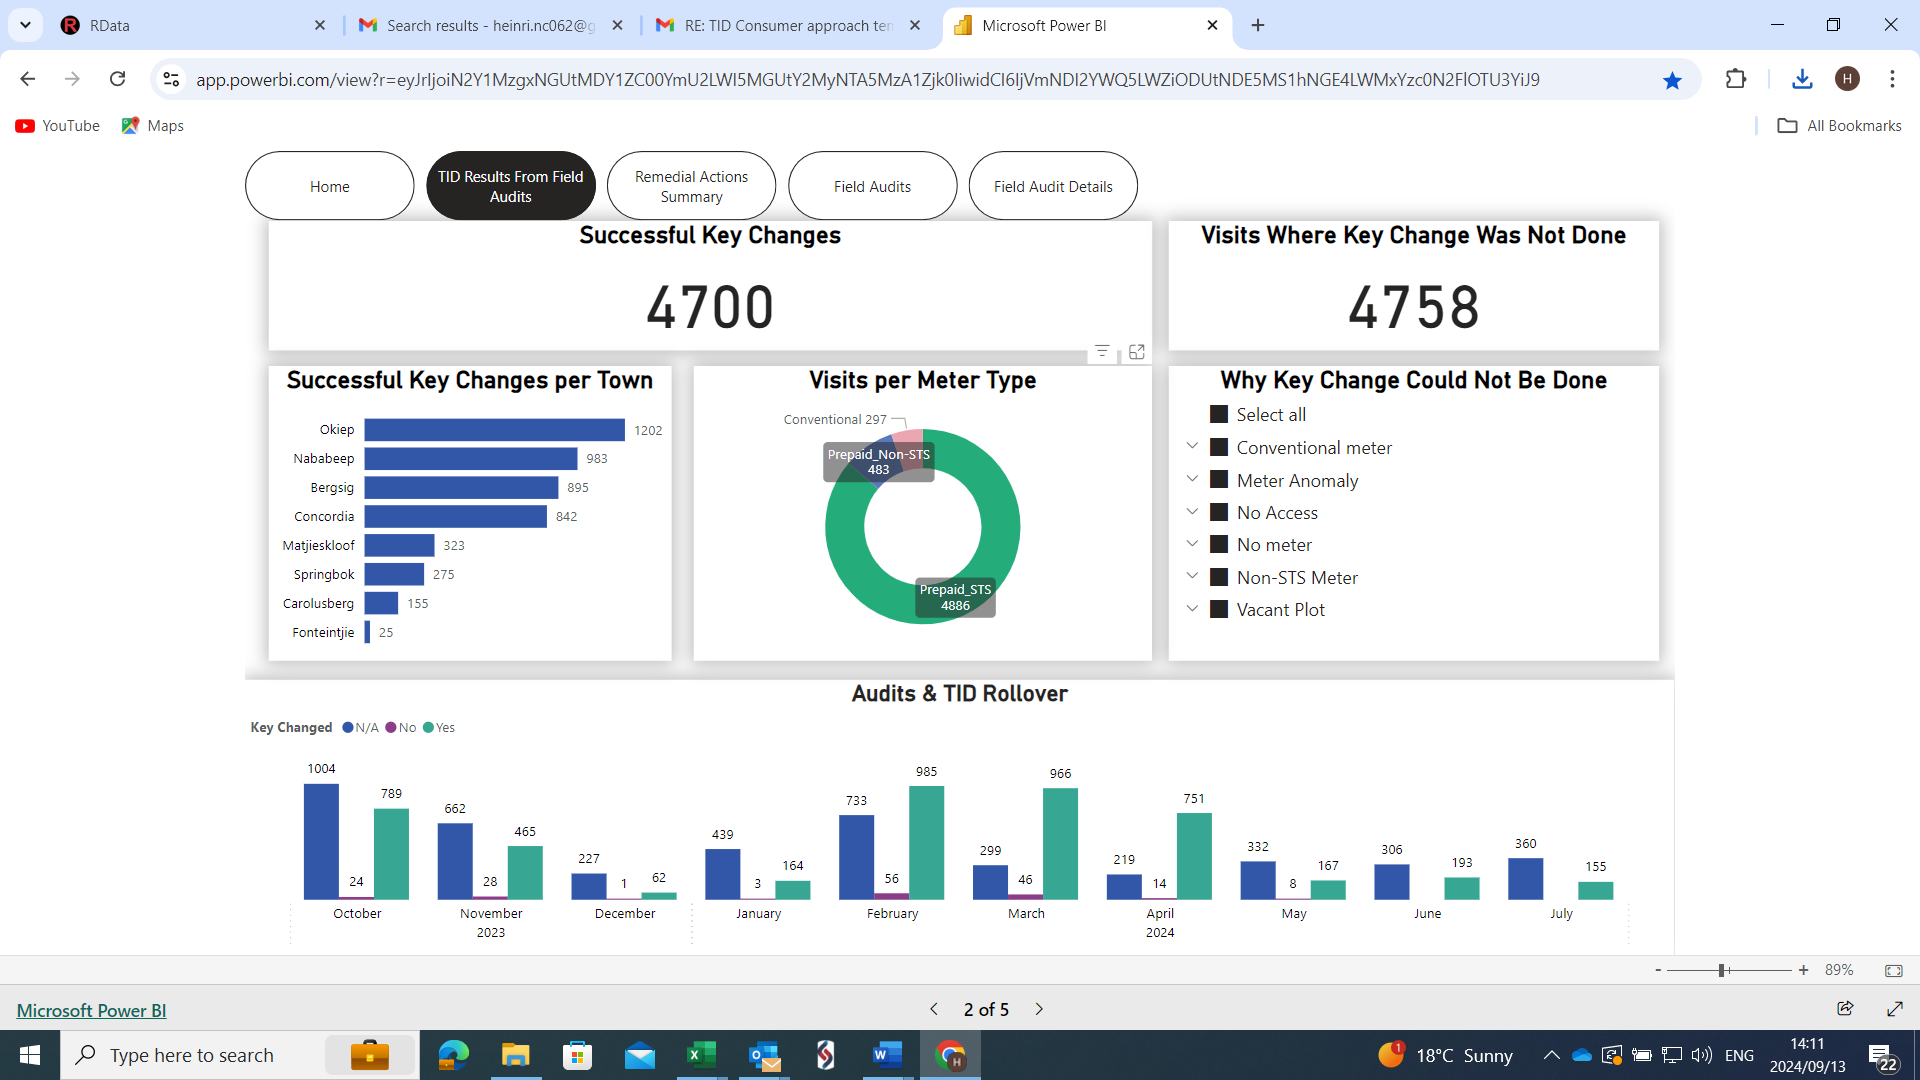 RData
Search results - heinri.nc062@g
RE: TID Consumer approach ten
Microsoft Power BI
YouTube
Maps
All Bookmarks
Home
TID Results From Field
Audits
Remedial Actions
Summary
Field Audits
Field Audit Details
Successful Key Changes
4700
Visits Where Key Change Was Not Done
4758
Successful Key Changes per Town
Okiep 1202
Nababeep 983
Bergsig 895
Concordia 842
Matjieskloof 323
Springbok 275
Carolusberg 155
Fonteintjie 25
Visits per Meter Type
Conventional 297
Prepaid_Non-STS
483
Prepaid_STS
4886
Why Key Change Could Not Be Done
Select all
Conventional meter
Meter Anomaly
No Access
No meter
Non-STS Meter
Vacant Plot
Audits & TID Rollover
Key Changed N/A No Yes
1004 24 789
662 28 465
227 1 62
439 3 164
733 56 985
299 46 966
219 14 751
332 8 167
306 193
360 155
October November December January February March April May June July
2023 2024
- + 89%
Microsoft Power BI
2 of 5
Type here to search
1
18°C Sunny
ENG
14:11
2024/09/13
22